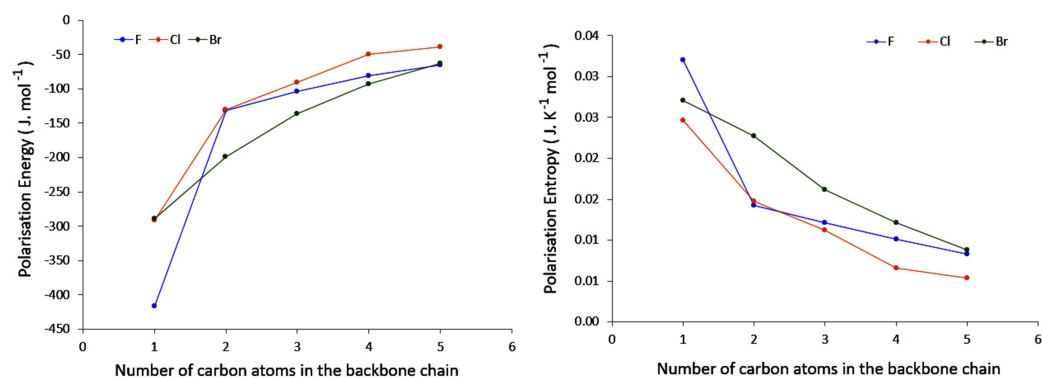 F Cl Br
Polarisation Energy ( J. mol⁻¹ )
0
-50
-100
-150
-200
-250
-300
-350
-400
-450
0 1 2 3 4 5 6
Number of carbon atoms in the backbone chain
F Cl Br
Polarisation Entropy ( J. K⁻¹ mol⁻¹ )
0.04
0.03
0.03
0.02
0.02
0.01
0.01
0.00
0 1 2 3 4 5 6
Number of carbon atoms in the backbone chain